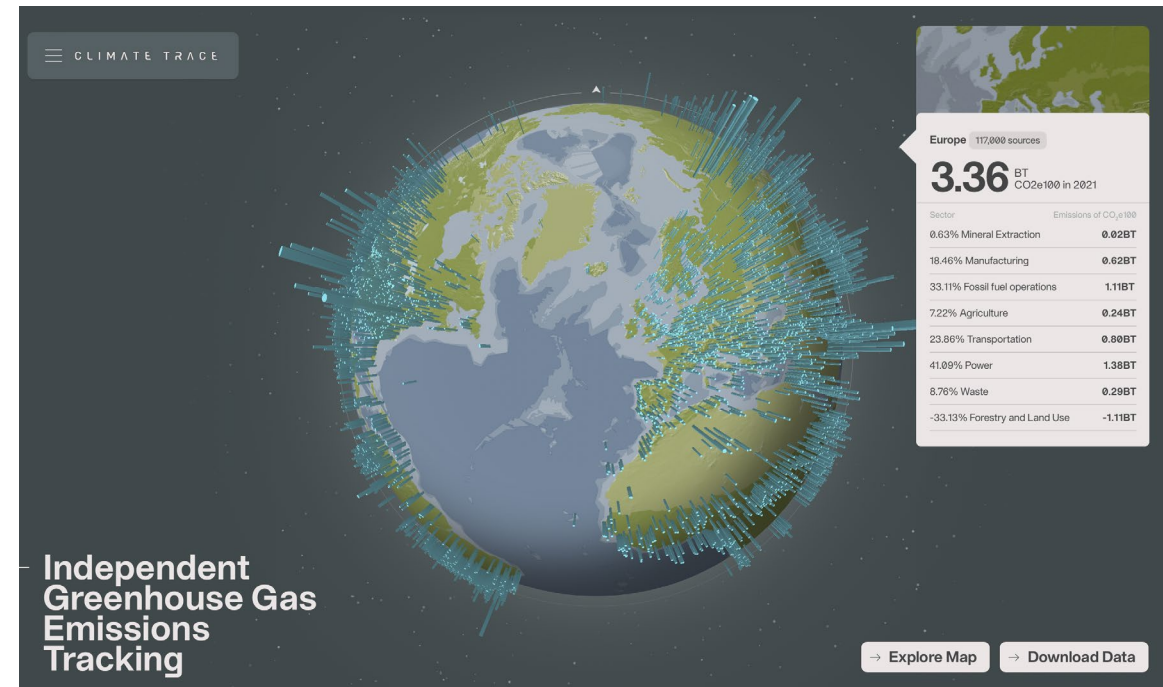 CLIMATE TRACE
Europe 117,000 sources
3.36 BT
CO2e100 in 2021
Sector Emissions of CO₂e100
0.63% Mineral Extraction 0.02BT
18.46% Manufacturing 0.62BT
33.11% Fossil fuel operations 1.11BT
7.22% Agriculture 0.24BT
23.86% Transportation 0.80BT
41.09% Power 1.38BT
8.76% Waste 0.29BT
-33.13% Forestry and Land Use -1.11BT
Independent
Greenhouse Gas
Emissions
Tracking
→ Explore Map → Download Data